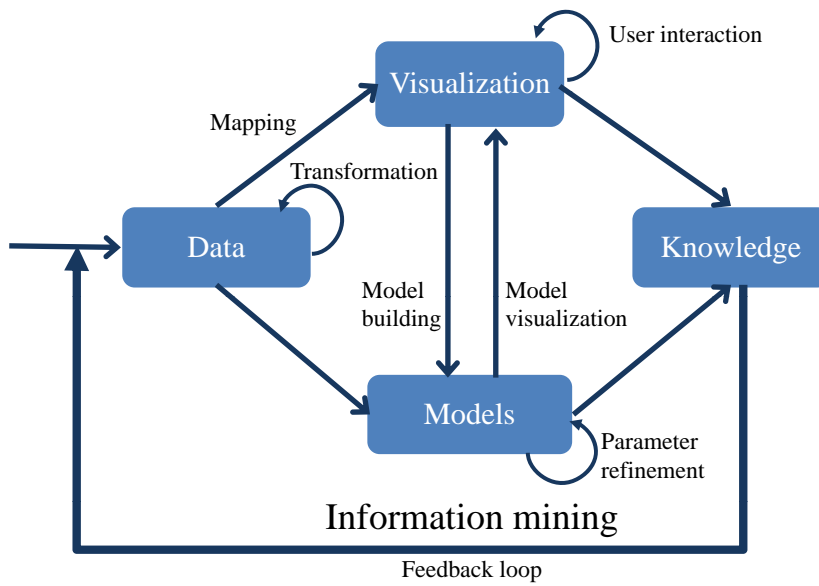 User interaction
Visualization
Mapping
Transformation
Data
Knowledge
Model
building
Model
visualization
Models
Parameter
refinement
Information mining
Feedback loop